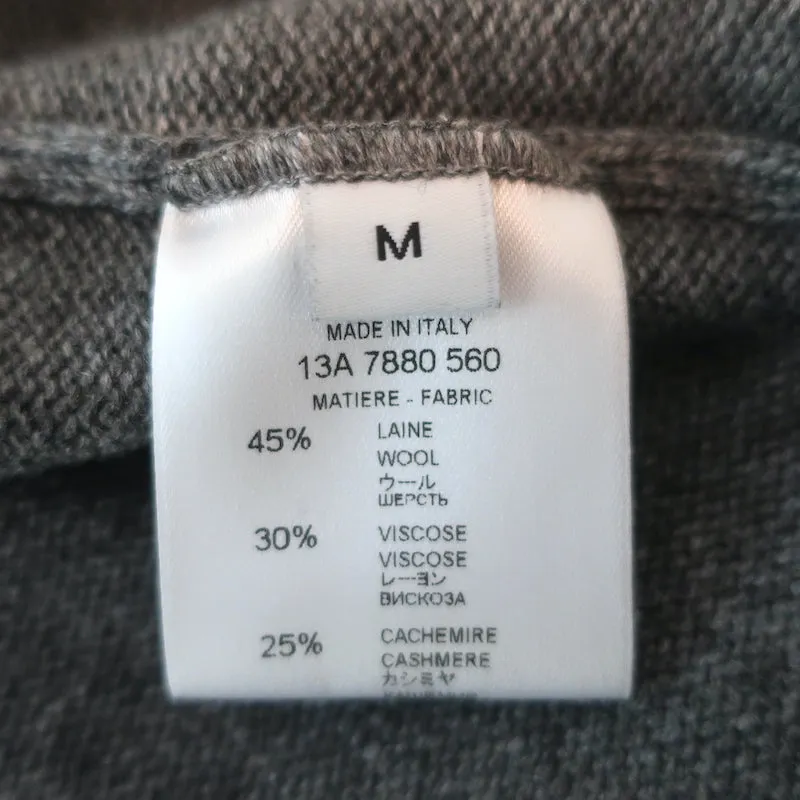 M
MADE IN ITALY
13A 7880 560
MATIERE - FABRIC
45% LAINE
WOOL
ウール
ШЕРСТЬ
30% VISCOSE
VISCOSE
レーヨン
ВИСКОЗА
25% CACHEMIRE
CASHMERE
カシミヤ